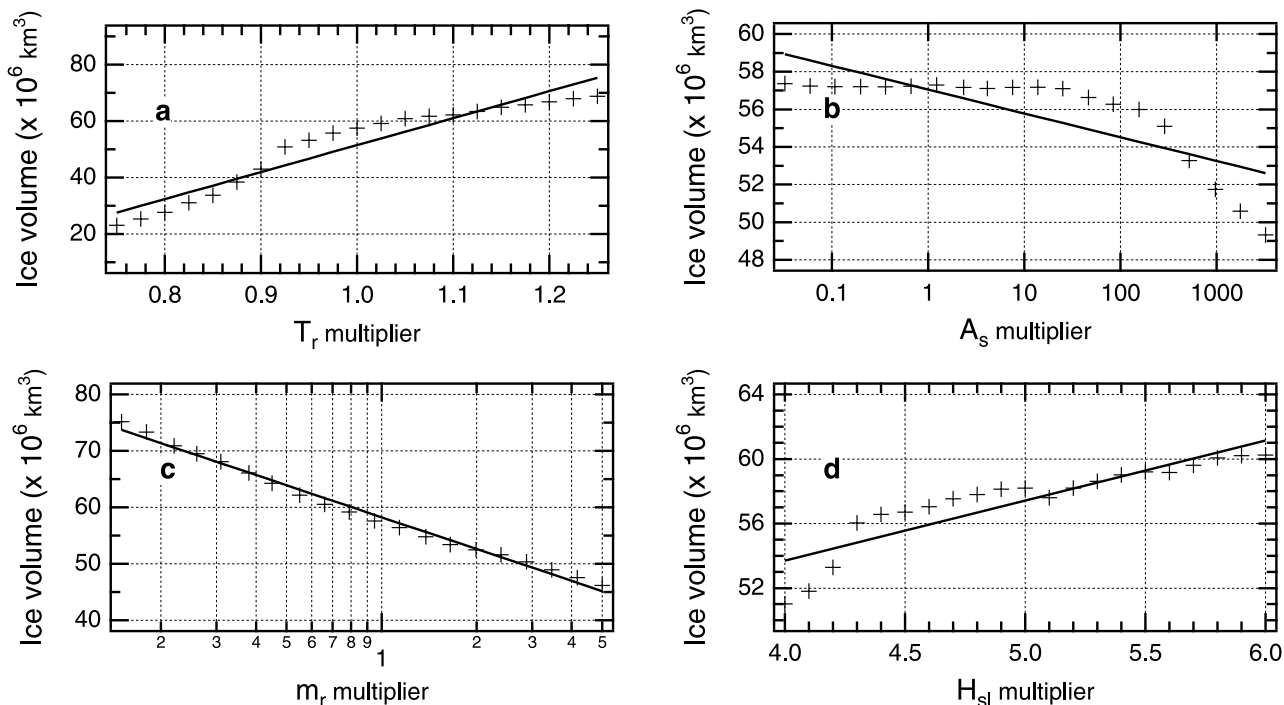 Ice volume (x 10⁶ km³)
80
60
40
20
a
0.8 0.9 1.0 1.1 1.2
Tᵣ multiplier
Ice volume (x 10⁶ km³)
60
58
56
54
52
50
48
b
0.1 1 10 100 1000
Aₛ multiplier
Ice volume (x 10⁶ km³)
80
70
60
50
40
c
2 3 4 5 6 7 8 9 2 3 4 5
1
mᵣ multiplier
Ice volume (x 10⁶ km³)
64
60
56
52
d
4.0 4.5 5.0 5.5 6.0
Hₛₗ multiplier